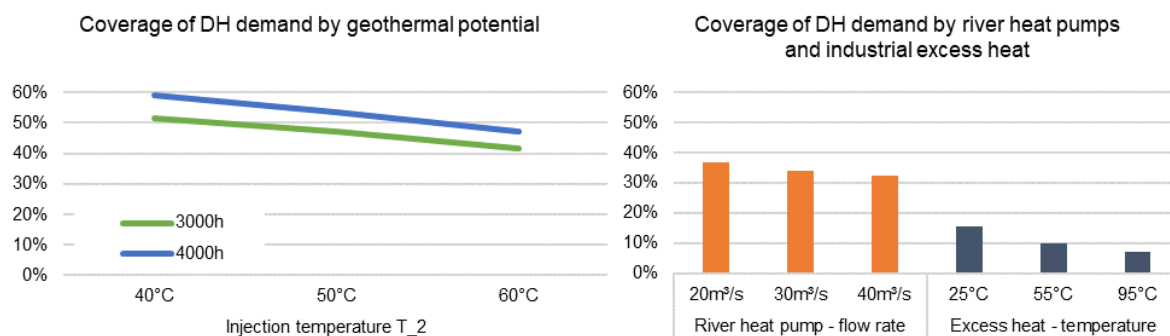 Coverage of DH demand by geothermal potential
60%
50%
40%
30%
20%
10%
0%
3000h
4000h
40°C 50°C 60°C
Injection temperature T_2
Coverage of DH demand by river heat pumps
and industrial excess heat
60%
50%
40%
30%
20%
10%
0%
20m³/s 30m³/s 40m³/s 25°C 55°C 95°C
River heat pump - flow rate Excess heat - temperature